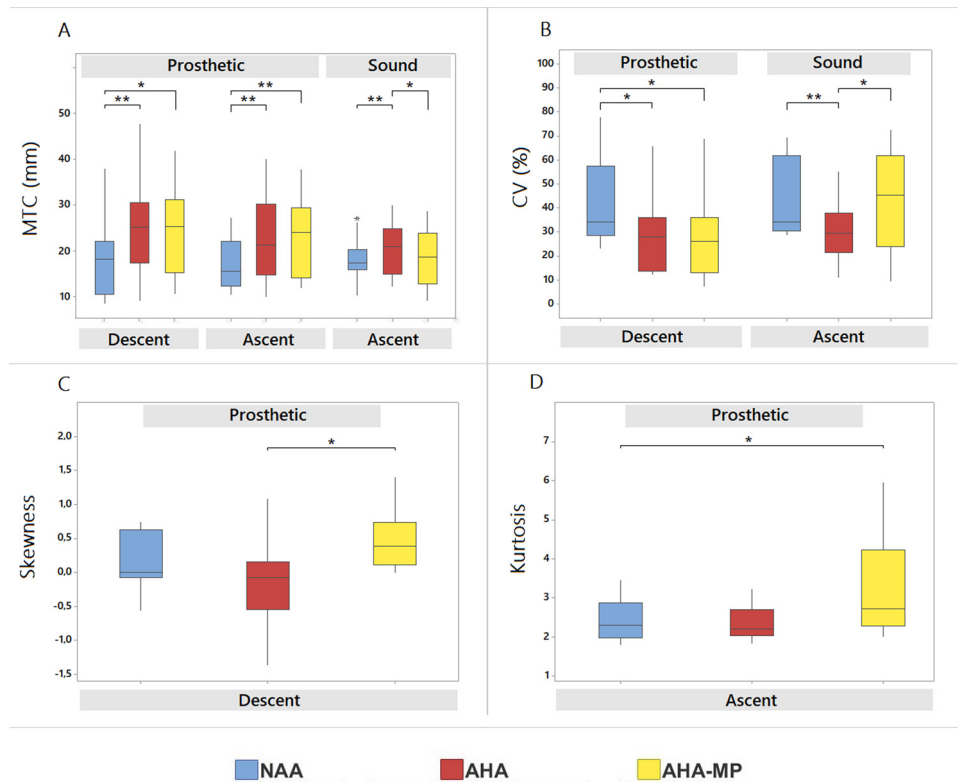 A
Prosthetic Sound
* ** * ** ** * **
MTC (mm)
50
40
30
20
10
*
Descent Ascent Ascent
B
Prosthetic Sound
* * ** *
CV (%)
100
90
80
70
60
50
40
30
20
10
0
Descent Ascent
C
Prosthetic
*
Skewness
2,0
1,5
1,0
0,5
0,0
-0,5
-1,0
-1,5
Descent
D
Prosthetic
*
Kurtosis
7
6
5
4
3
2
1
Ascent
NAA AHA AHA-MP